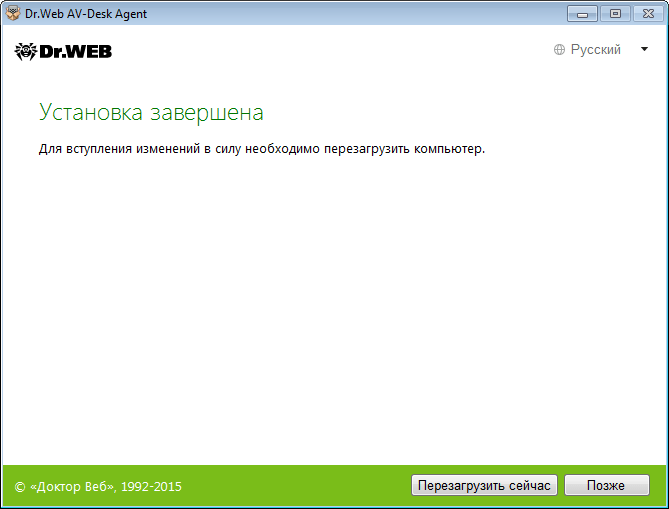 Dr.Web AV-Desk Agent
Dr.WEB
Русский
Установка завершена
Для вступления изменений в силу необходимо перезагрузить компьютер.
© «Доктор Веб», 1992-2015
Перезагрузить сейчас
Позже